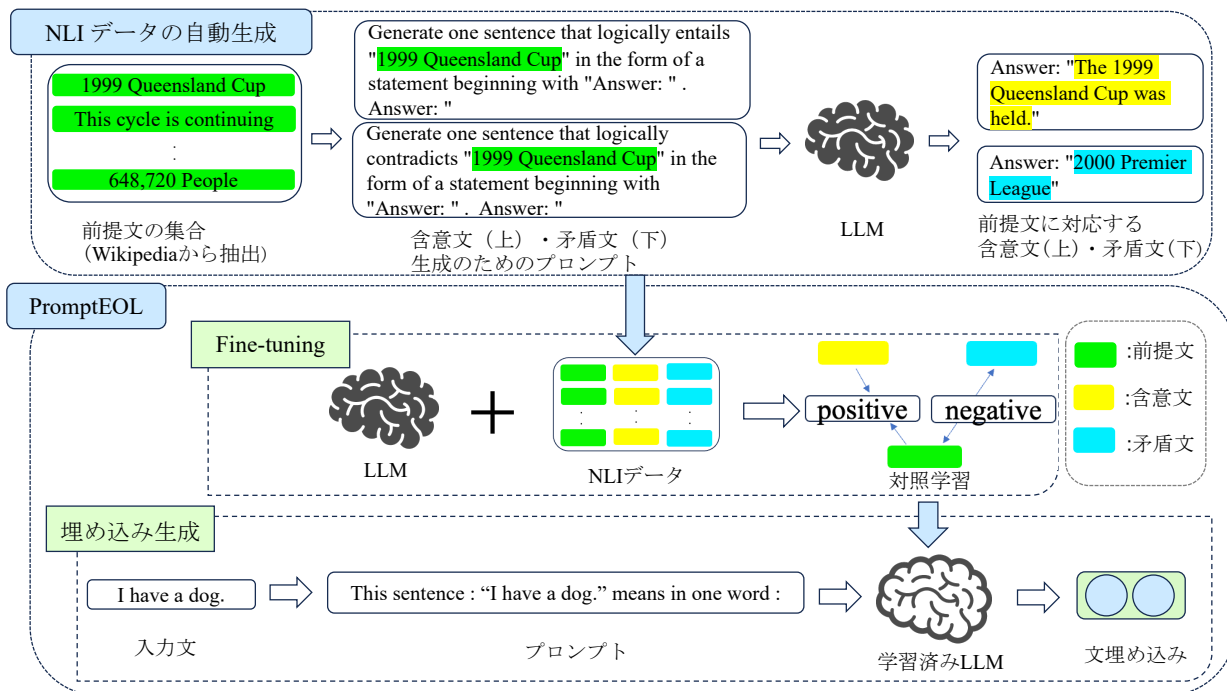 NLI データの自動生成
1999 Queensland Cup
This cycle is continuing
.
.
648,720 People
前提文の集合
(Wikipediaから抽出)
Generate one sentence that logically entails
"1999 Queensland Cup" in the form of a
statement beginning with "Answer: " .
Answer: "
Generate one sentence that logically
contradicts "1999 Queensland Cup" in the
form of a statement beginning with
"Answer: " . Answer: "
含意文（上）・矛盾文（下）
生成のためのプロンプト
LLM
Answer: "The 1999
Queensland Cup was
held."
Answer: "2000 Premier
League"
前提文に対応する
含意文(上)・矛盾文(下)
PromptEOL
Fine-tuning
LLM
+
. . .
. . .
NLIデータ
positive
negative
対照学習
:前提文
:含意文
:矛盾文
埋め込み生成
I have a dog.
入力文
This sentence : “I have a dog.” means in one word :
プロンプト
学習済みLLM
文埋め込み